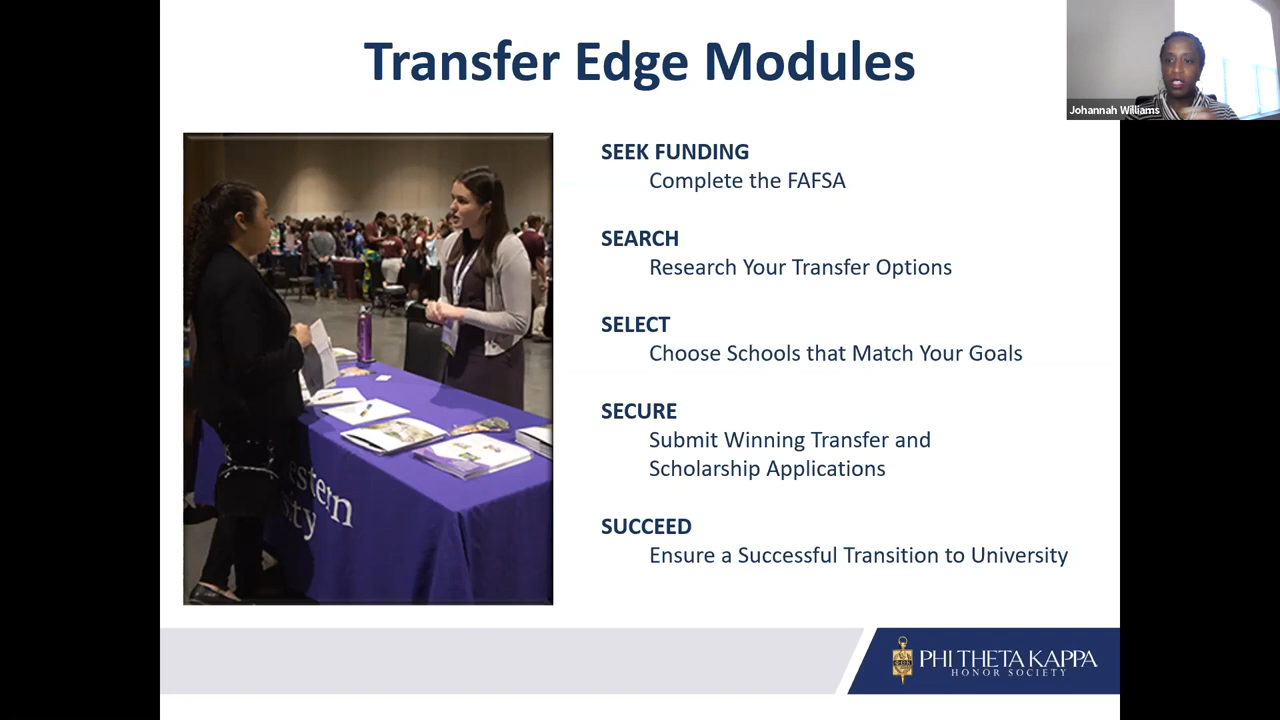 Transfer Edge Modules
Johannah Williams
SEEK FUNDING
Complete the FAFSA
SEARCH
Research Your Transfer Options
SELECT
Choose Schools that Match Your Goals
SECURE
Submit Winning Transfer and
Scholarship Applications
SUCCEED
Ensure a Successful Transition to University
estern
sity
PHI THETA KAPPA
HONOR SOCIETY